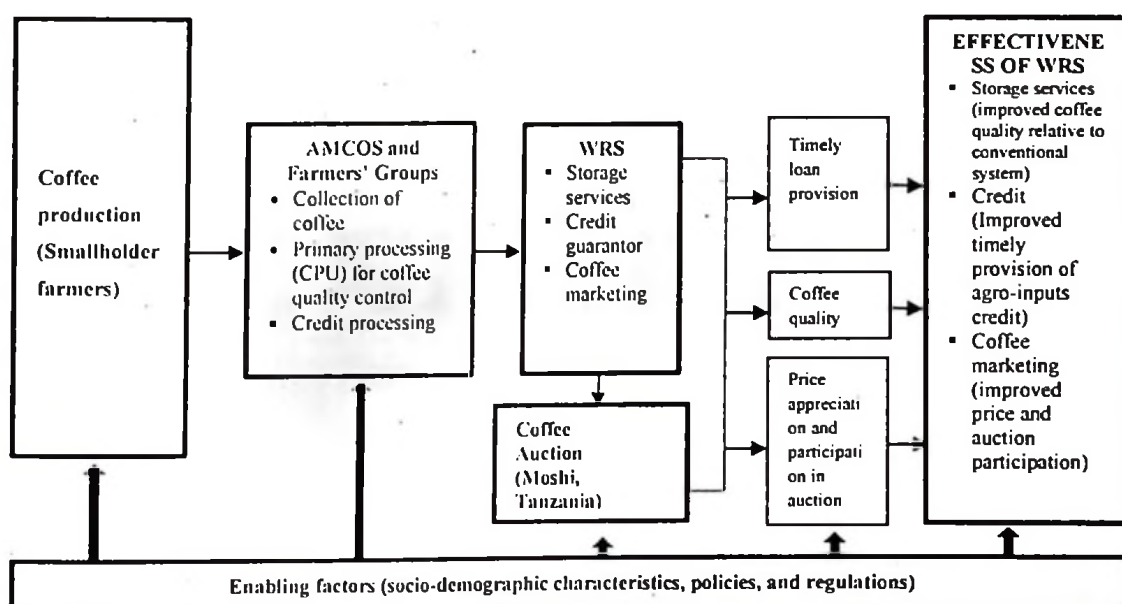 Coffee
production
(Smallholder
farmers)
AMCOS and
Farmers' Groups
• Collection of
coffee
• Primary processing
(CPU) for coffee
quality control
▪ Credit processing
WRS
▪ Storage
services
▪ Credit
guarantor
▪ Coffee
marketing
Coffee
Auction
(Moshi,
Tanzania)
Timely
loan
provision
Coffee
quality
Price
appreciati
on and
participati
on in
auction
EFFECTIVENE
SS OF WRS
▪ Storage services
(improved coffee
quality relative to
conventional
system)
▪ Credit
(Improved
timely
provision of
agro-inputs
credit)
▪ Coffee
marketing
(improved
price and
auction
participation)
Enabling factors (socio-demographic characteristics, policies, and regulations)